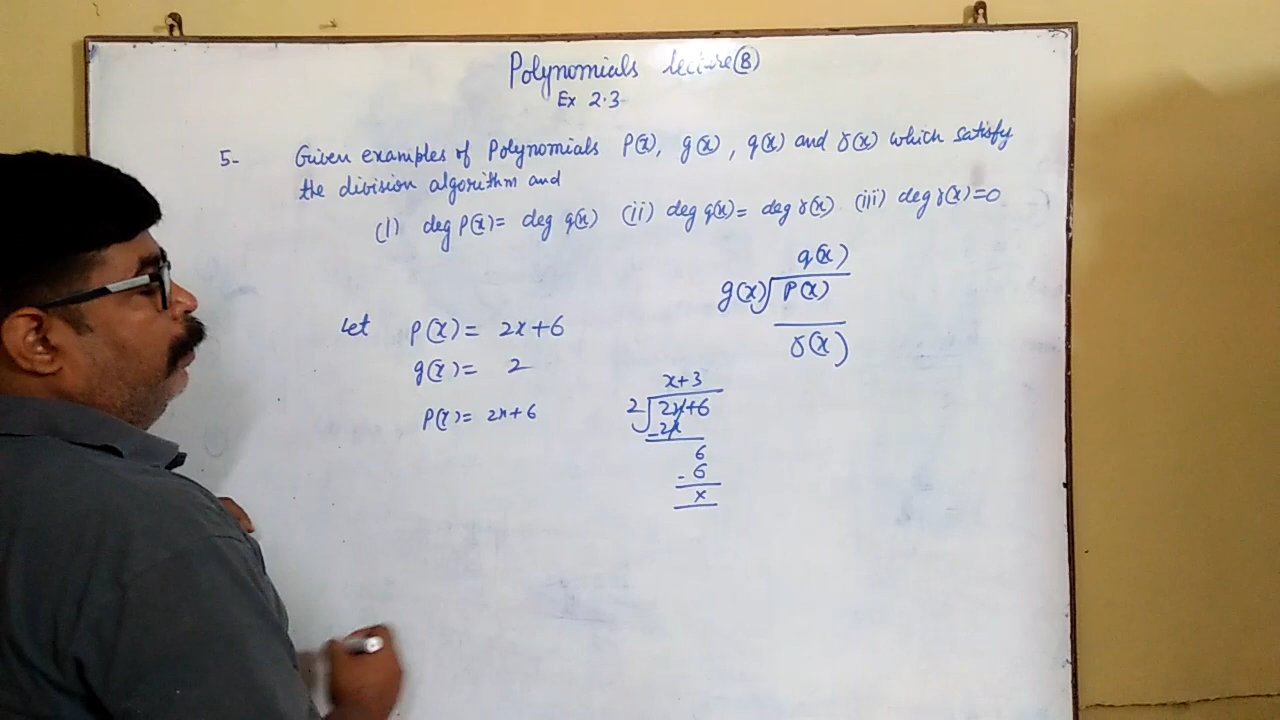 Polynomials lecture (8)
Ex 2.3
5- Given examples of Polynomials P(x), g(x), q(x) and r(x) which satisfy
the division algorithm and
(i) deg P(x) = deg q(x) (ii) deg q(x) = deg r(x) (iii) deg r(x) = 0
q(x)
g(x) P(x)
r(x)
Let P(x) = 2x+6
g(x) = 2
P(x) = 2x+6
x+3
2 2x+6
-2x
6
-6
x